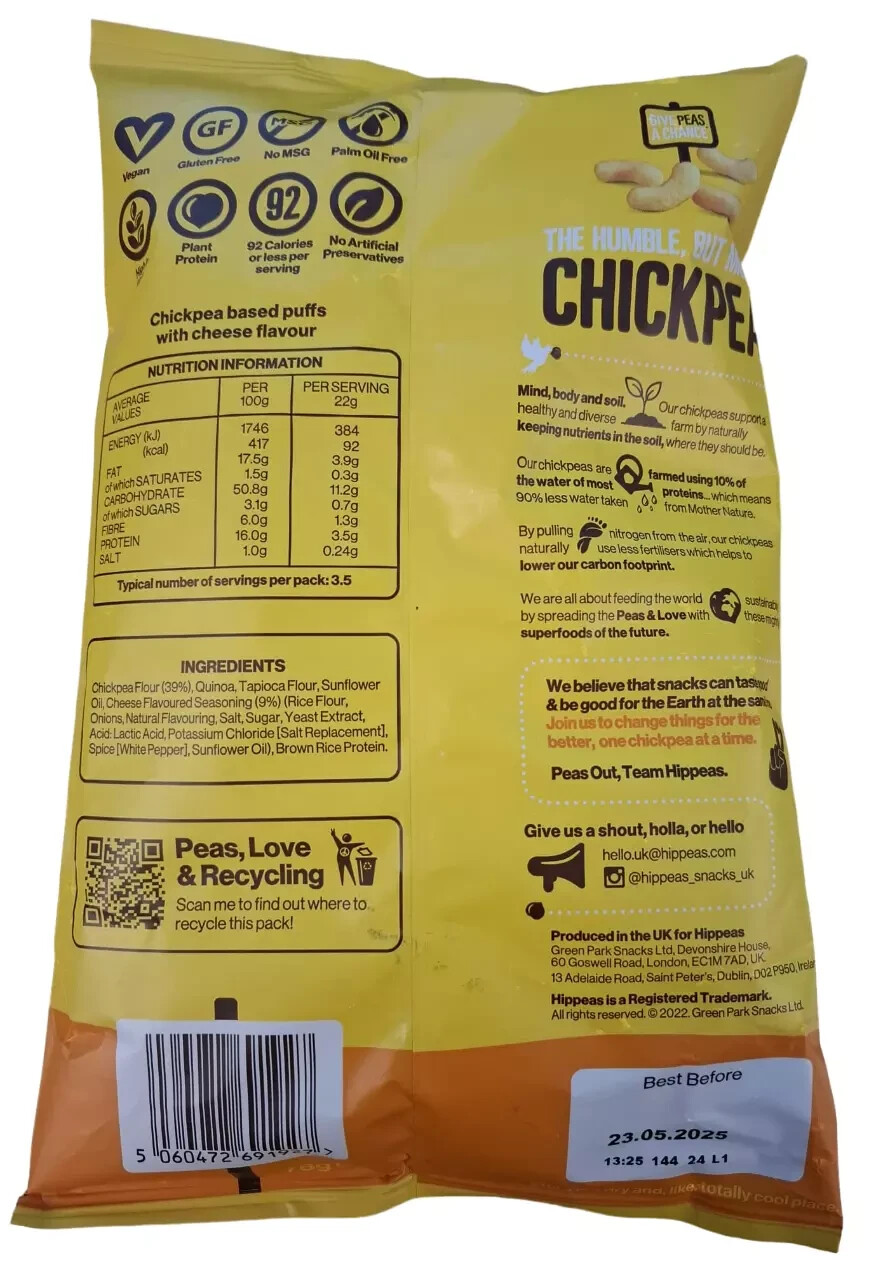 Vegan
GF
Gluten Free
MSG
No MSG
Palm Oil Free
Plant
Protein
92
92 Calories
or less per
serving
No Artificial
Preservatives
Chickpea based puffs
with cheese flavour
NUTRITION INFORMATION
AVERAGE VALUES PER 100g PER SERVING 22g
ENERGY (kJ) 1746 384
(kcal) 417 92
FAT 17.5g 3.9g
of which SATURATES 1.5g 0.3g
CARBOHYDRATE 50.8g 11.2g
of which SUGARS 3.1g 0.7g
FIBRE 6.0g 1.3g
PROTEIN 16.0g 3.5g
SALT 1.0g 0.24g
Typical number of servings per pack: 3.5
INGREDIENTS
Chickpea Flour (39%), Quinoa, Tapioca Flour, Sunflower
Oil, Cheese Flavoured Seasoning (9%) (Rice Flour,
Onions, Natural Flavouring, Salt, Sugar, Yeast Extract,
Acid: Lactic Acid, Potassium Chloride [Salt Replacement],
Spice [White Pepper], Sunflower Oil), Brown Rice Protein.
Peas, Love
& Recycling
Scan me to find out where to
recycle this pack!
5 060472 691
GIVE PEAS
A CHANCE
THE HUMBLE, BUT
CHICKPEA
Mind, body and soil. Our chickpeas support a
healthy and diverse farm by naturally
keeping nutrients in the soil, where they should be.
Our chickpeas are farmed using 10% of
the water of most proteins... which means
90% less water taken from Mother Nature.
By pulling nitrogen from the air, our chickpeas
naturally use less fertilisers which helps to
lower our carbon footprint.
We are all about feeding the world
by spreading the Peas & Love with these
superfoods of the future.
We believe that snacks can taste good
& be good for the Earth at the
Join us to change things for the
better, one chickpea at a time.
Peas Out, Team Hippeas.
Give us a shout, holla, or hello
hello.uk@hippeas.com
@hippeas_snacks_uk
Produced in the UK for Hippeas
Green Park Snacks Ltd, Devonshire House,
60 Goswell Road, London, EC1M 7AD, UK.
13 Adelaide Road, Saint Peter's, Dublin, D02 P950,
Hippeas is a Registered Trademark.
All rights reserved. © 2022. Green Park Snacks Ltd.
Best Before
23.05.2025
13:25 144 24 L1
and, like, totally cool place